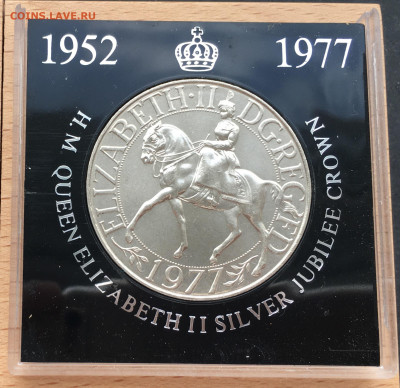 COINS.LAVE.RU
1952 1977
ELIZABETH·II D·G·REG·F·D
1977
H.M QUEEN ELIZABETH II SILVER JUBILEE CROWN